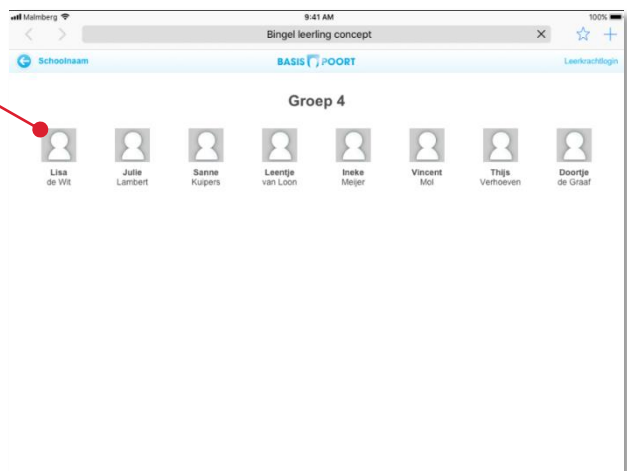 Malmberg 9:41 AM 100%
Bingel leerling concept
Schoolnaam BASIS POORT Leerkrachtlogin
Groep 4
Lisa Julie Sanne Leentje Ineke Vincent Thijs Doortje
de Wit Lambert Kuipers van Loon Meijer Mol Verhoeven de Graaf